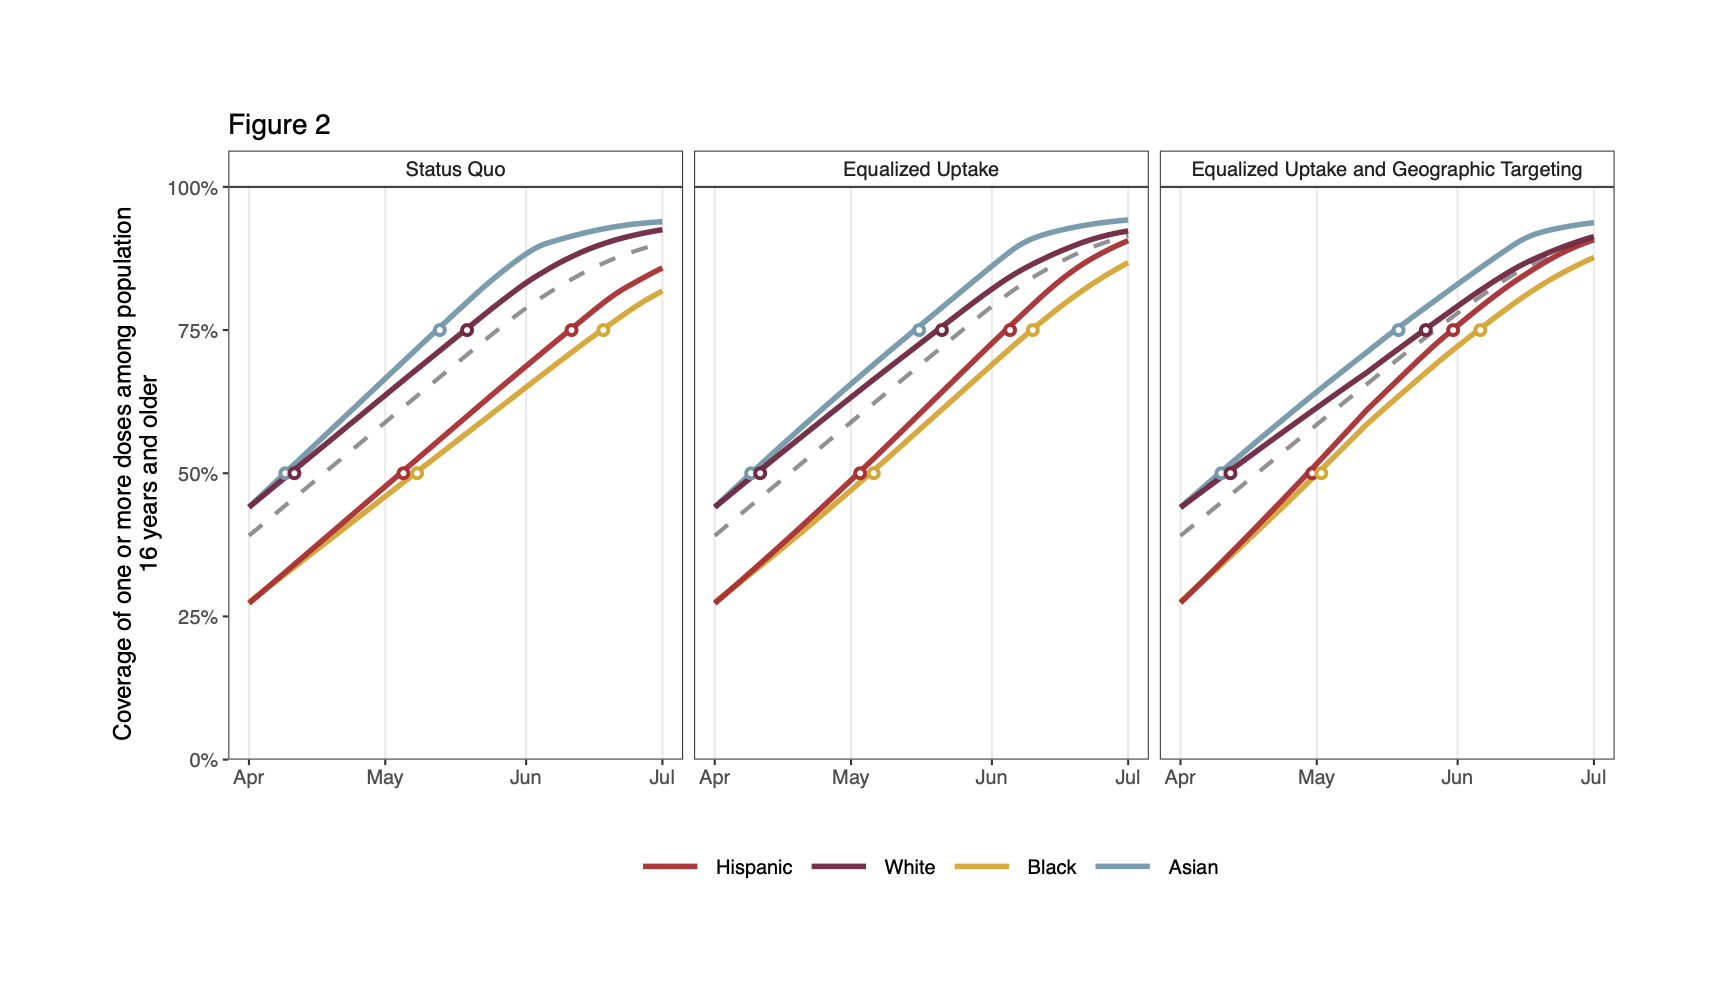 Figure 2
Status Quo
Equalized Uptake
Equalized Uptake and Geographic Targeting
Coverage of one or more doses among population
16 years and older
100%
75%
50%
25%
0%
Apr May Jun Jul
Apr May Jun Jul
Apr May Jun Jul
Hispanic White Black Asian